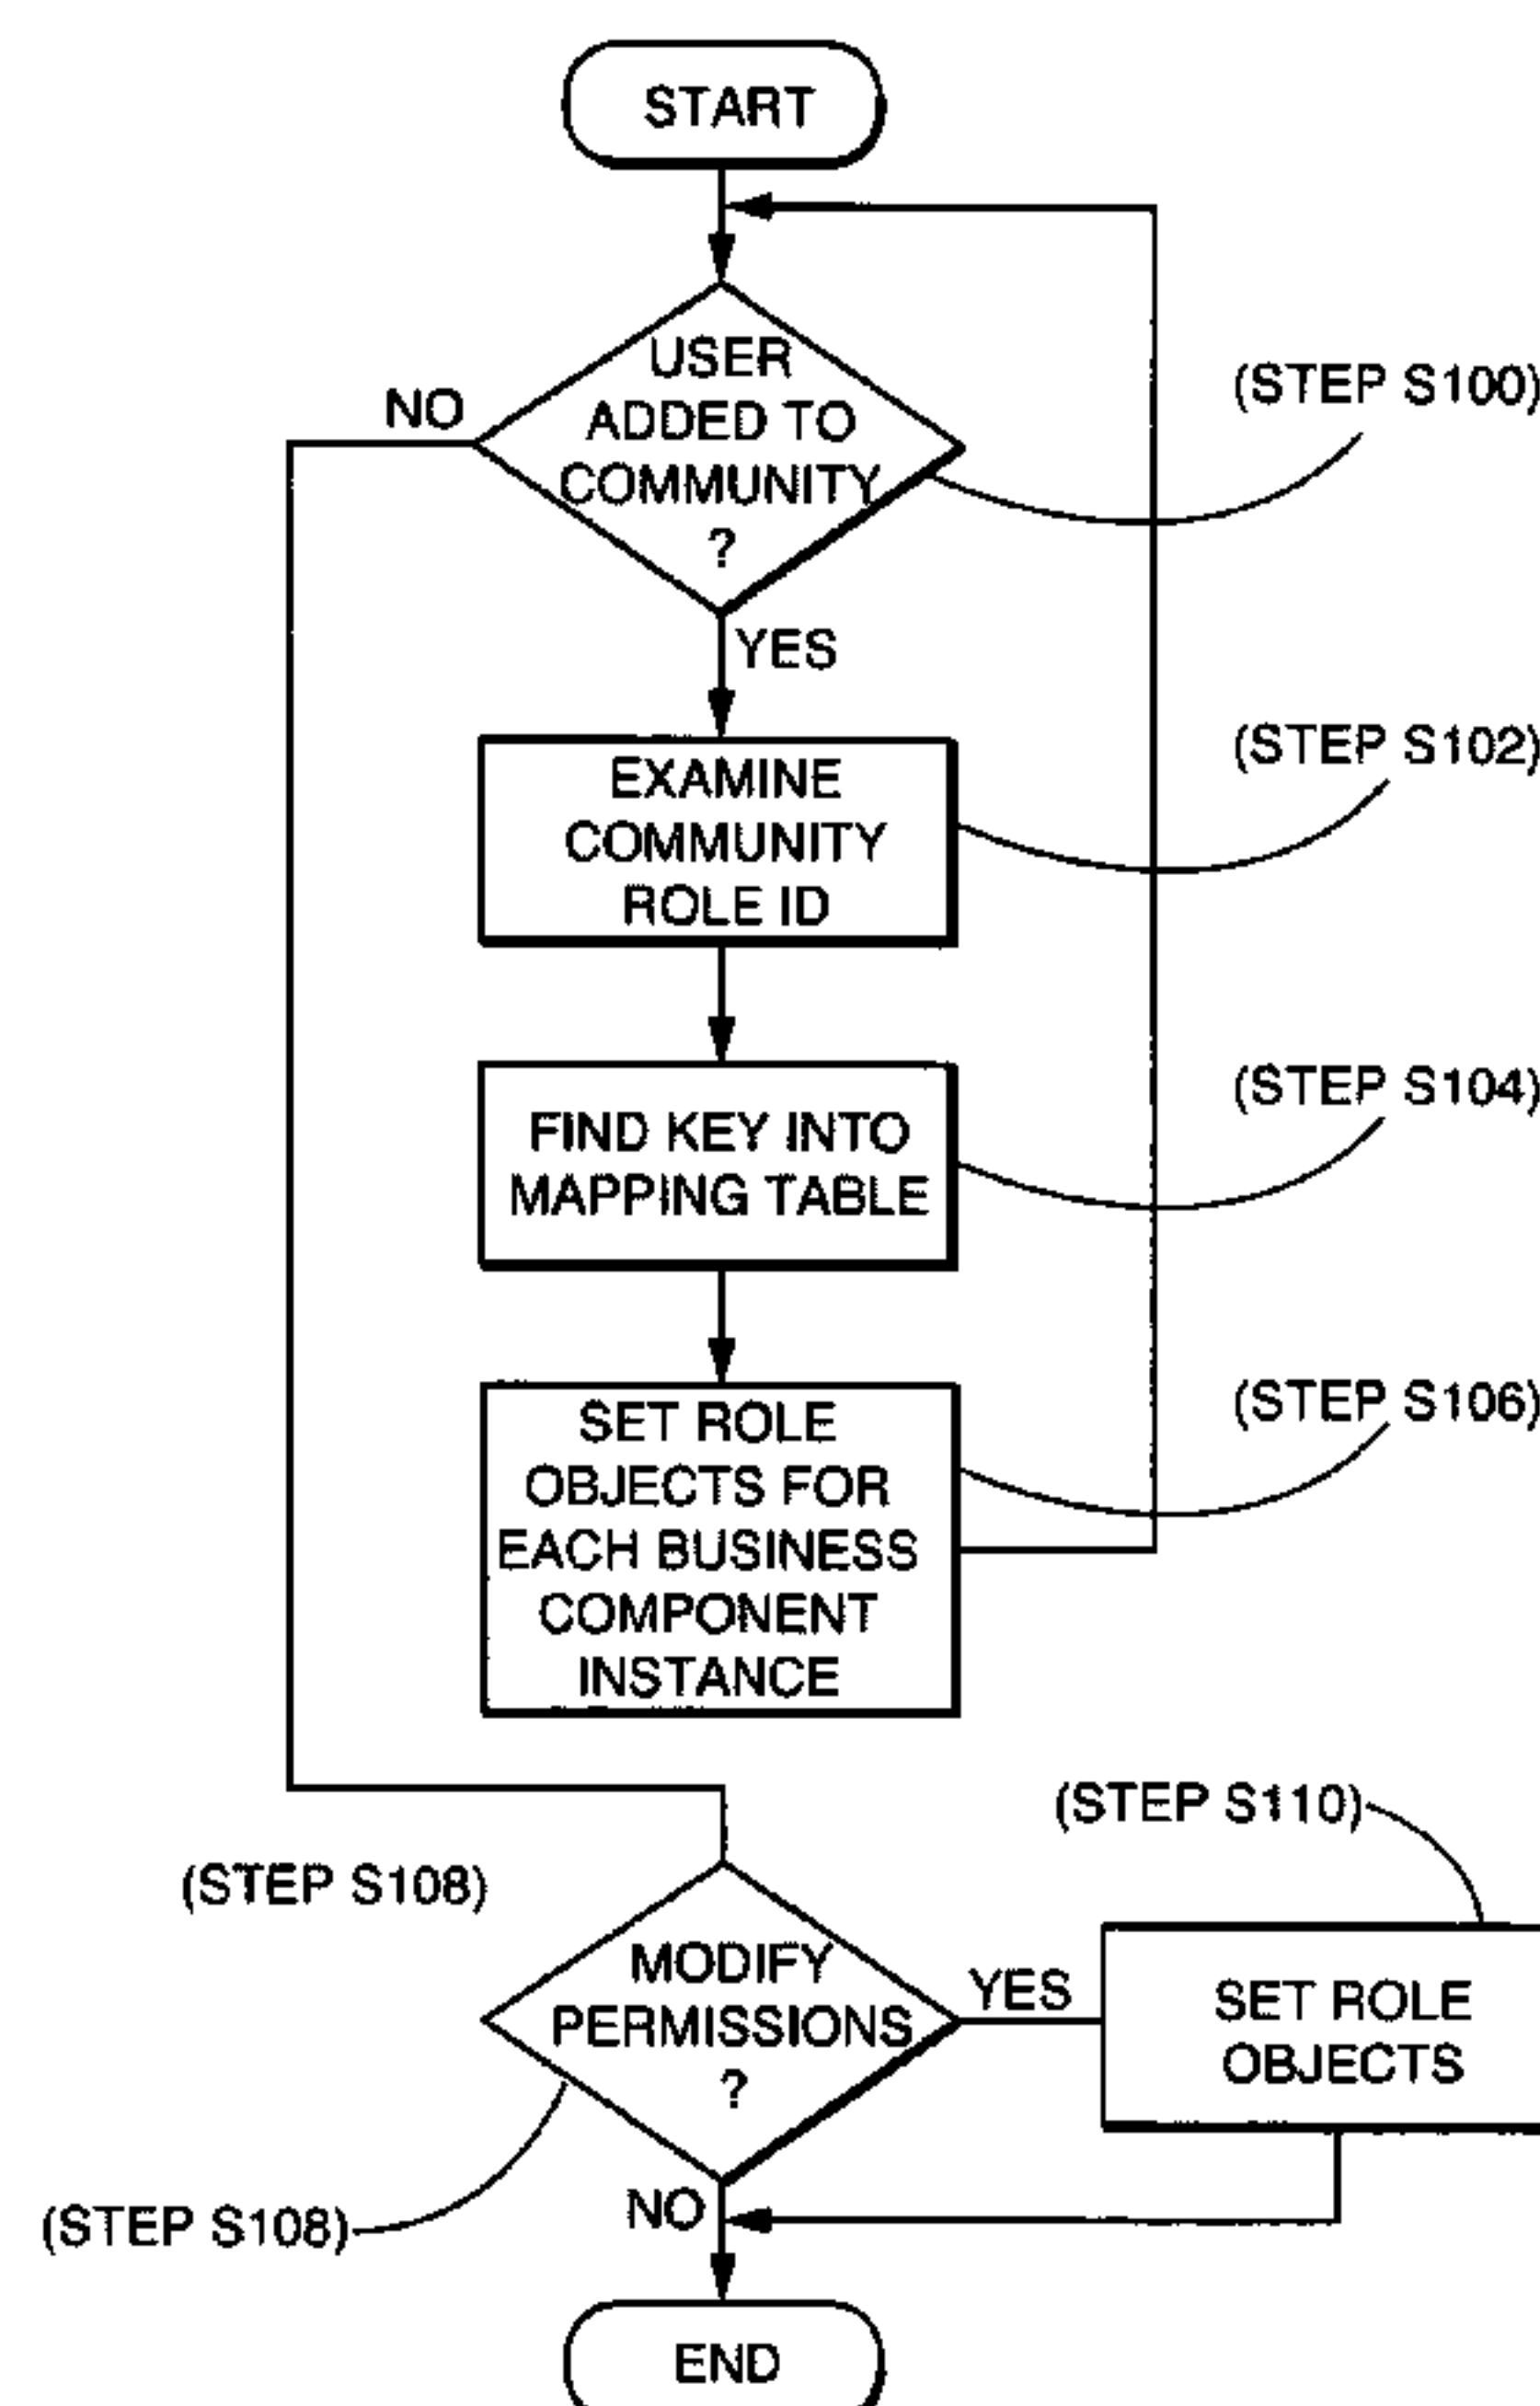 START
NO
USER
ADDED TO
COMMUNITY
?
(STEP S100)
YES
EXAMINE
COMMUNITY
ROLE ID
(STEP S102)
FIND KEY INTO
MAPPING TABLE
(STEP S104)
SET ROLE
OBJECTS FOR
EACH BUSINESS
COMPONENT
INSTANCE
(STEP S106)
(STEP S110)
(STEP S108)
MODIFY
PERMISSIONS
?
YES
SET ROLE
OBJECTS
NO
(STEP S108)
END